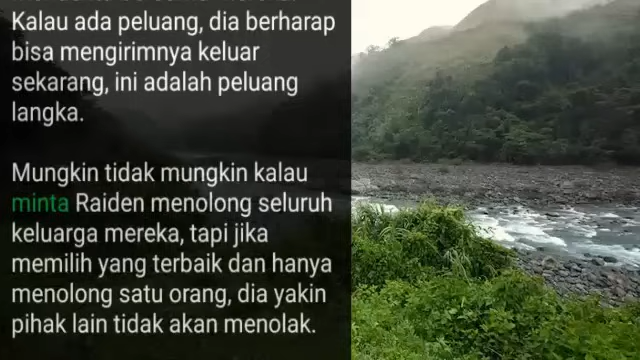 Kalau ada peluang, dia berharap
bisa mengirimnya keluar
sekarang, ini adalah peluang
langka.
Mungkin tidak mungkin kalau
minta Raiden menolong seluruh
keluarga mereka, tapi jika
memilih yang terbaik dan hanya
menolong satu orang, dia yakin
pihak lain tidak akan menolak.